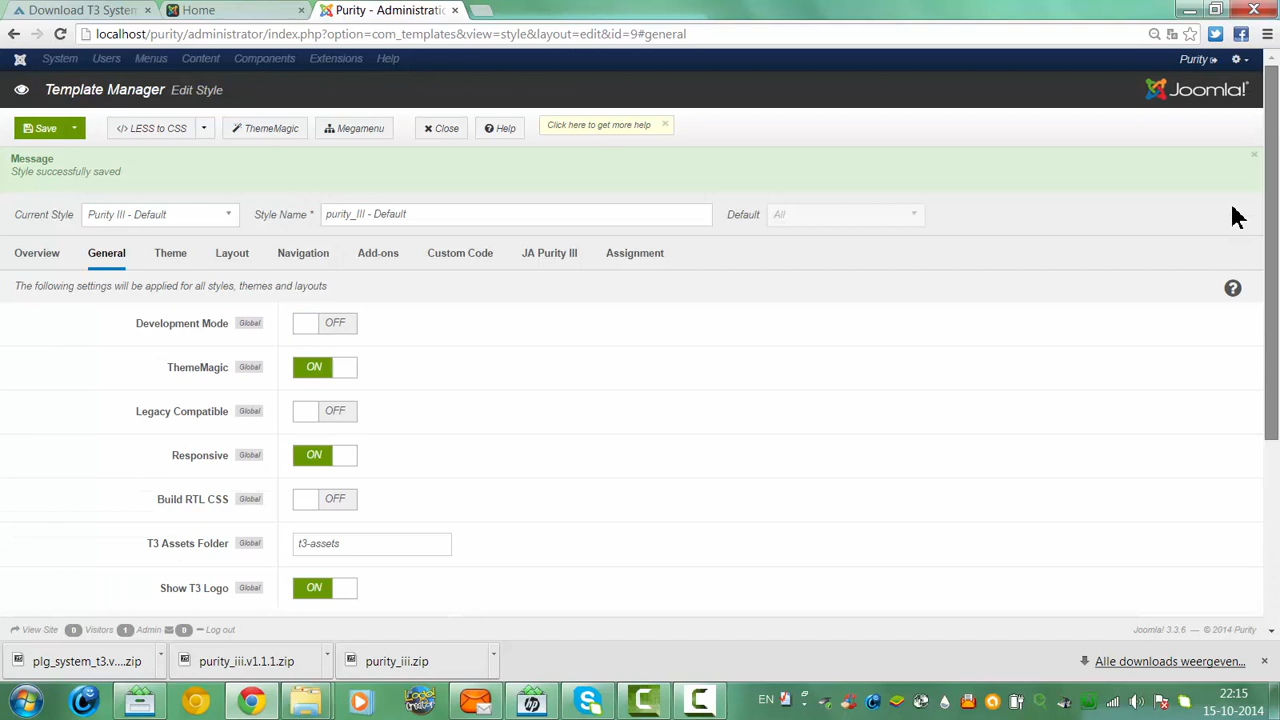 Download T3 System
Home
Purity - Administratio
localhost/purity/administrator/index.php?option=com_templates&view=style&layout=edit&id=9#general
System Users Menus Content Components Extensions Help
Purity
Template Manager Edit Style
Joomla!
Save
</> LESS to CSS
ThemeMagic
Megamenu
Close
Help
Click here to get more help
Message
Style successfully saved
Current Style
Purity III - Default
Style Name *
purity_III - Default
Default
All
Overview General Theme Layout Navigation Add-ons Custom Code JA Purity III Assignment
The following settings will be applied for all styles, themes and layouts
Development Mode Global OFF
ThemeMagic Global ON
Legacy Compatible Global OFF
Responsive Global ON
Build RTL CSS Global OFF
T3 Assets Folder Global t3-assets
Show T3 Logo Global ON
View Site 0 Visitors 1 Admin 0 Log out
Joomla! 3.3.6 — © 2014 Purity
plg_system_t3.v....zip
purity_iii.v1.1.1.zip
purity_iii.zip
Alle downloads weergeven...
EN
22:15
15-10-2014